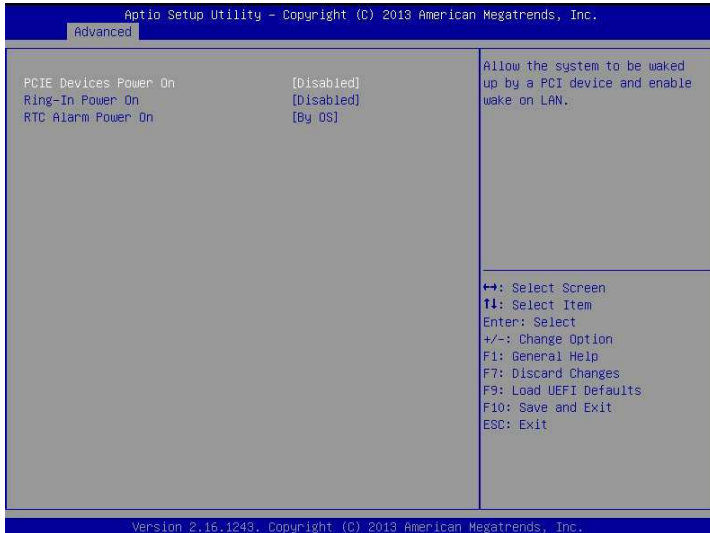 Aptio Setup Utility – Copyright (C) 2013 American Megatrends, Inc.
Advanced
PCIE Devices Power On [Disabled]
Ring-In Power On [Disabled]
RTC Alarm Power On [By OS]
Allow the system to be waked
up by a PCI device and enable
wake on LAN.
↔: Select Screen
↑↓: Select Item
Enter: Select
+/-: Change Option
F1: General Help
F7: Discard Changes
F9: Load UEFI Defaults
F10: Save and Exit
ESC: Exit
Version 2.16.1243. Copyright (C) 2013 American Megatrends, Inc.